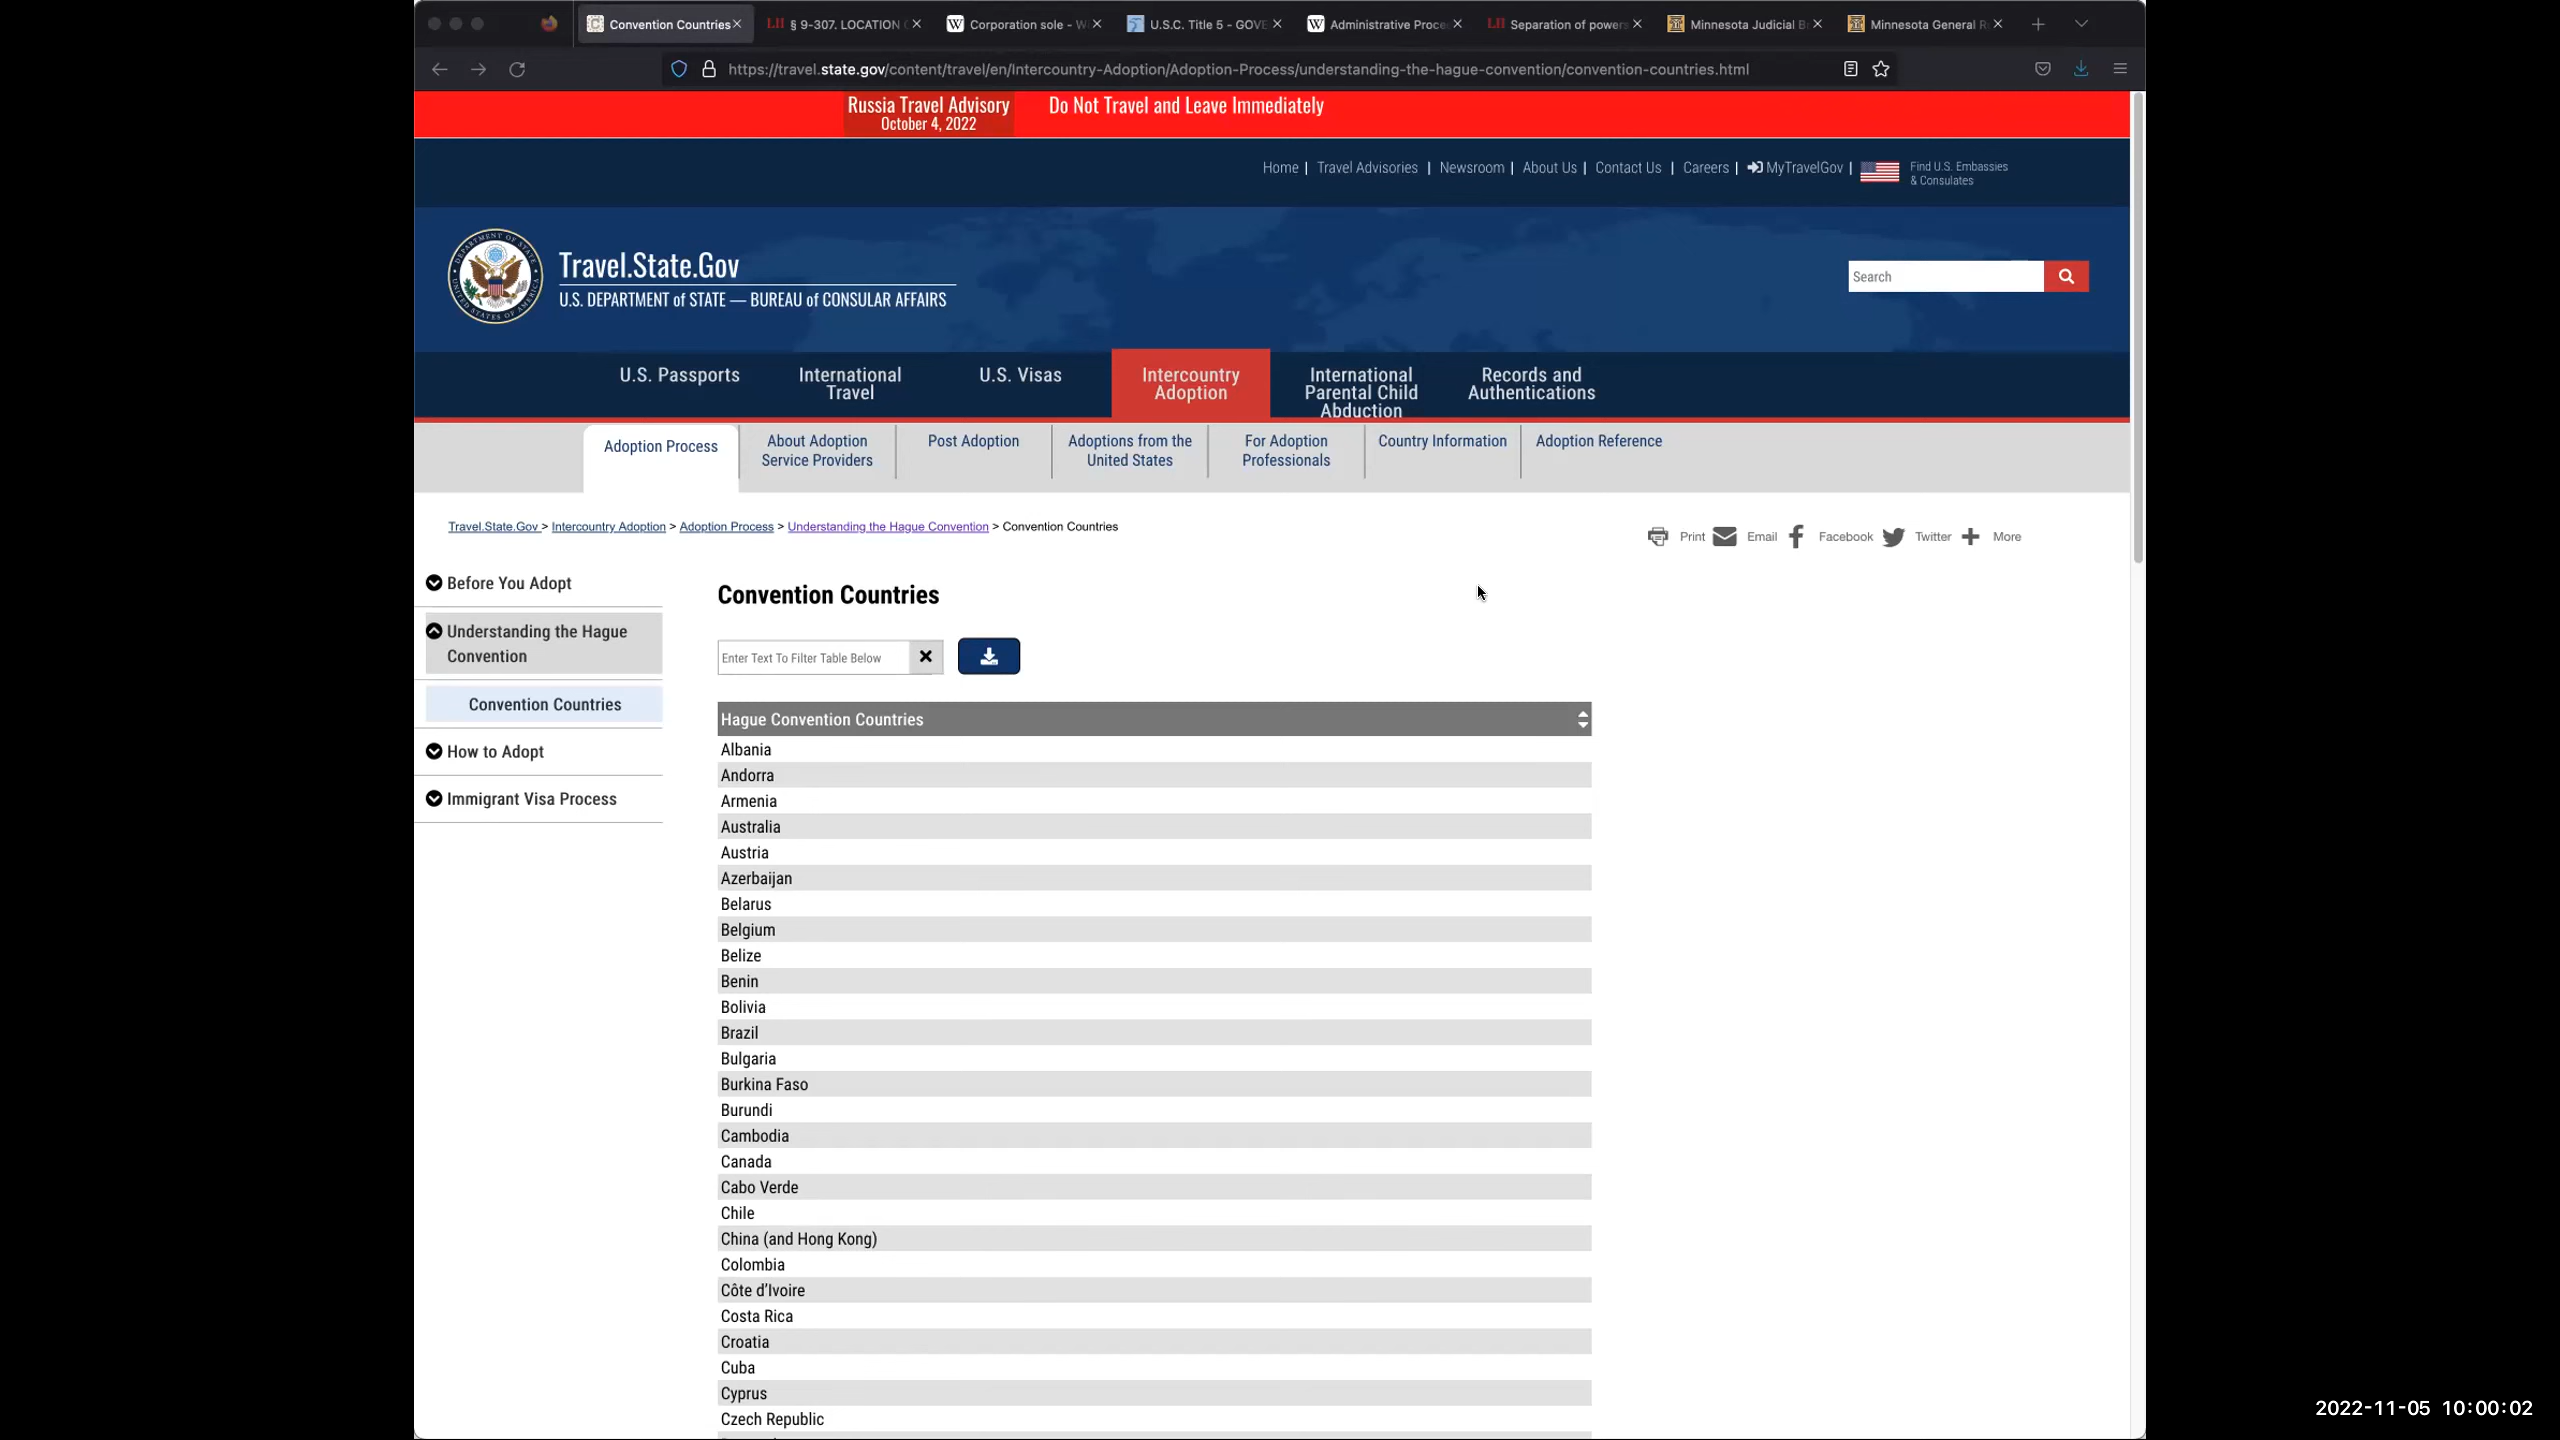 Convention Countries
§ 9-307. LOCATION
Corporation sole - W
U.S.C. Title 5 - GOVE
Administrative Proce
Separation of power
Minnesota Judicial B
Minnesota General R
https://travel.state.gov/content/travel/en/Intercountry-Adoption/Adoption-Process/understanding-the-hague-convention/convention-countries.html
Russia Travel Advisory
October 4, 2022
Do Not Travel and Leave Immediately
Home | Travel Advisories | Newsroom | About Us | Contact Us | Careers | MyTravelGov |
Find U.S. Embassies
& Consulates
Travel.State.Gov
U.S. DEPARTMENT of STATE — BUREAU of CONSULAR AFFAIRS
Search
U.S. Passports
International
Travel
U.S. Visas
Intercountry
Adoption
International
Parental Child
Abduction
Records and
Authentications
Adoption Process
About Adoption
Service Providers
Post Adoption
Adoptions from the
United States
For Adoption
Professionals
Country Information
Adoption Reference
Travel.State.Gov > Intercountry Adoption > Adoption Process > Understanding the Hague Convention > Convention Countries
Print Email Facebook Twitter More
Before You Adopt
Understanding the Hague
Convention
Convention Countries
How to Adopt
Immigrant Visa Process
Convention Countries
Enter Text To Filter Table Below
Hague Convention Countries
Albania
Andorra
Armenia
Australia
Austria
Azerbaijan
Belarus
Belgium
Belize
Benin
Bolivia
Brazil
Bulgaria
Burkina Faso
Burundi
Cambodia
Canada
Cabo Verde
Chile
China (and Hong Kong)
Colombia
Côte d’Ivoire
Costa Rica
Croatia
Cuba
Cyprus
Czech Republic
2022-11-05 10:00:02